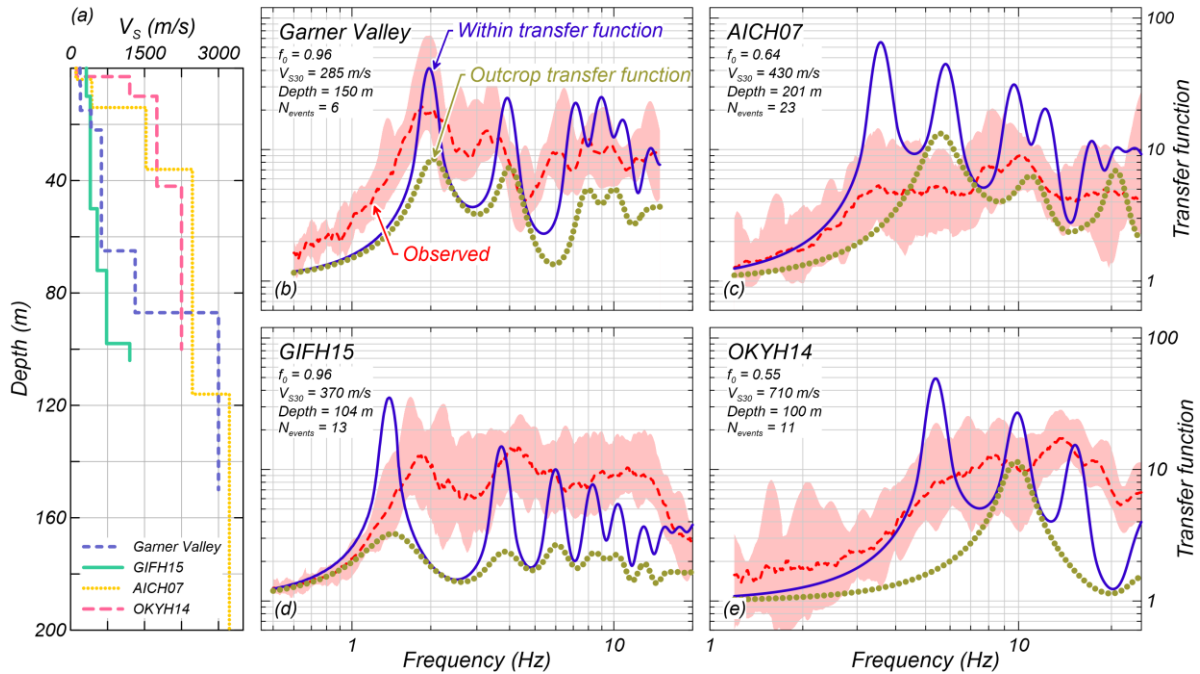 (a)
V_S (m/s)
0 1500 3000
Depth (m)
40
80
120
160
200
Garner Valley
GIFH15
AICH07
OKYH14
Garner Valley
f_0 = 0.96
V_S30 = 285 m/s
Depth = 150 m
N_events = 6
Within transfer function
Outcrop transfer function
Observed
(b)
AICH07
f_0 = 0.64
V_S30 = 430 m/s
Depth = 201 m
N_events = 23
(c)
100
10
1
Transfer function
GIFH15
f_0 = 0.96
V_S30 = 370 m/s
Depth = 104 m
N_events = 13
(d)
1 10
Frequency (Hz)
OKYH14
f_0 = 0.55
V_S30 = 710 m/s
Depth = 100 m
N_events = 11
(e)
100
10
1
Transfer function
1 10
Frequency (Hz)